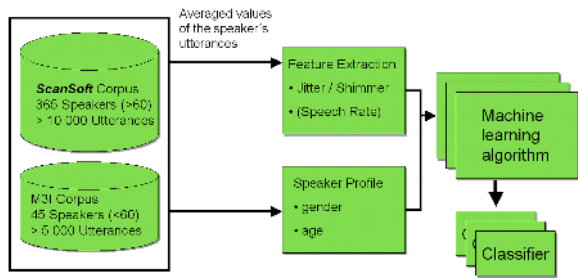 Averaged values
of the speaker's
utterances
ScanSoft Corpus
365 Speakers (>60)
> 10 000 Utterances
M3I Corpus
45 Speakers (<60)
> 5 000 Utterances
Feature Extraction
• Jitter / Shimmer
• (Speech Rate)
Speaker Profile
• gender
• age
Machine
learning
algorithm
C
Classifier